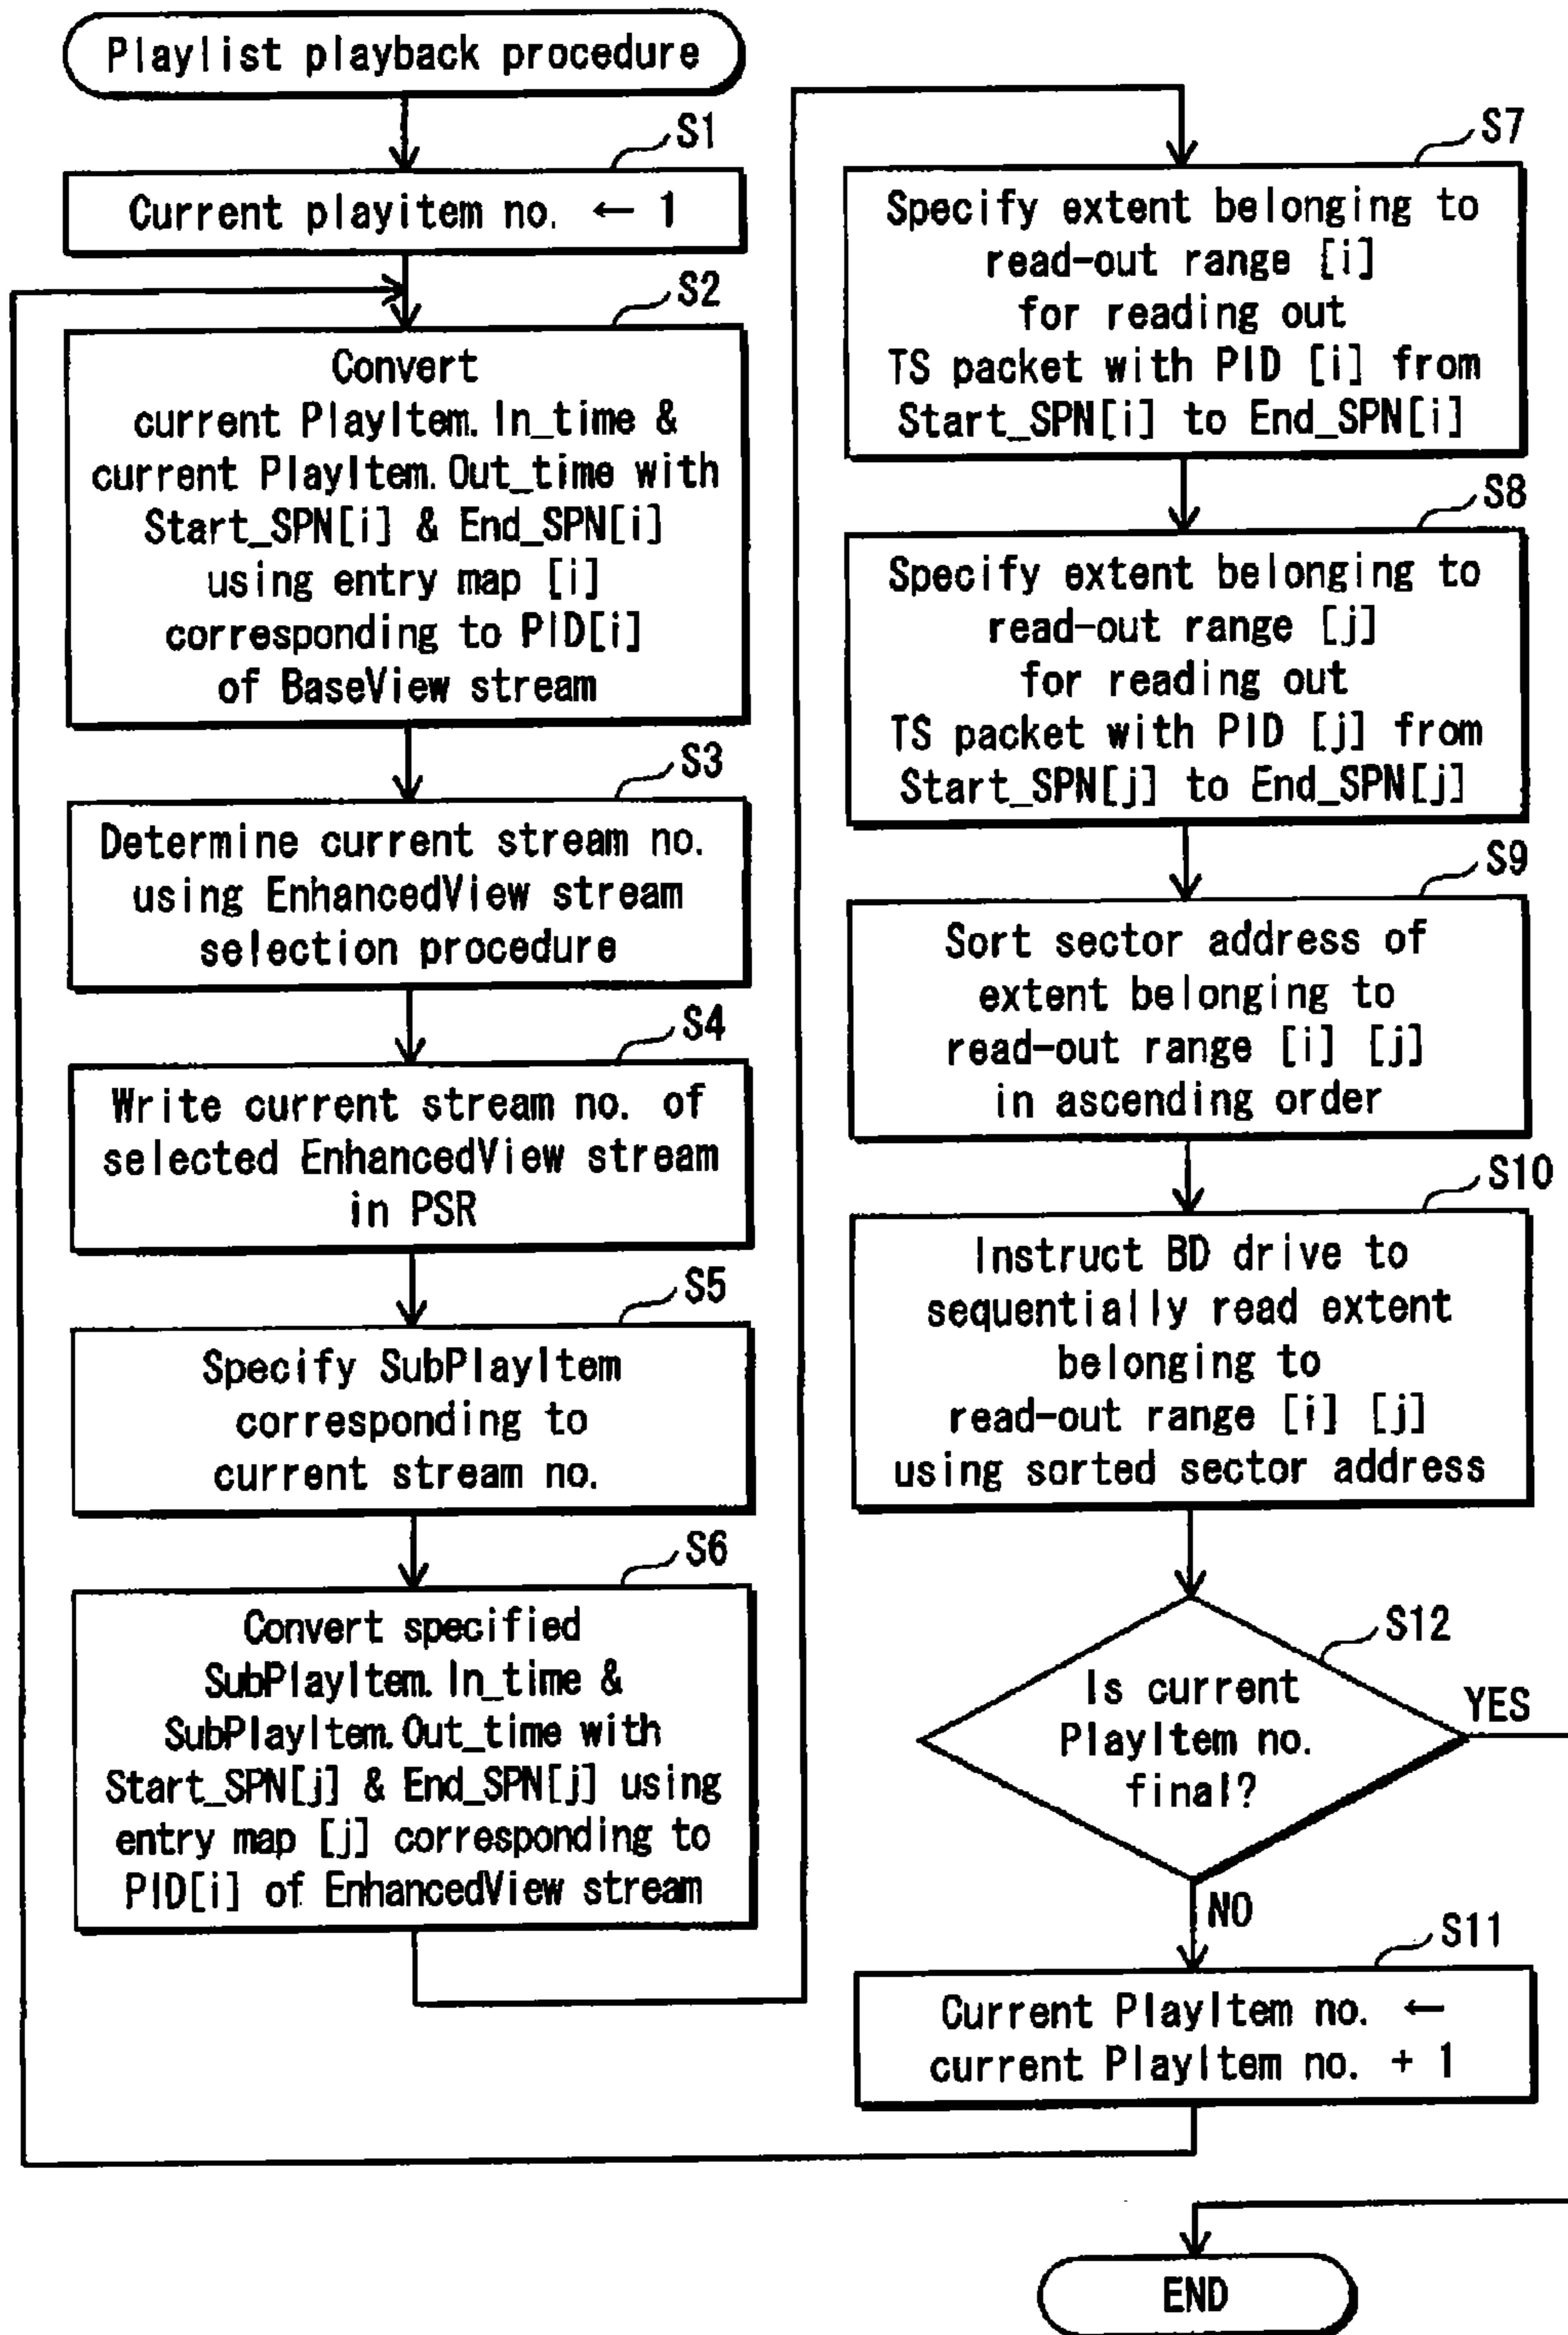 Playlist playback procedure
S1
Current playitem no. ← 1
S2
Convert
current PlayItem.In_time &
current PlayItem.Out_time with
Start_SPN[i] & End_SPN[i]
using entry map [i]
corresponding to PID[i]
of BaseView stream
S3
Determine current stream no.
using EnhancedView stream
selection procedure
S4
Write current stream no. of
selected EnhancedView stream
in PSR
S5
Specify SubPlayItem
corresponding to
current stream no.
S6
Convert specified
SubPlayItem.In_time &
SubPlayItem.Out_time with
Start_SPN[j] & End_SPN[j] using
entry map [j] corresponding to
PID[i] of EnhancedView stream
S7
Specify extent belonging to
read-out range [i]
for reading out
TS packet with PID [i] from
Start_SPN[i] to End_SPN[i]
S8
Specify extent belonging to
read-out range [j]
for reading out
TS packet with PID [j] from
Start_SPN[j] to End_SPN[j]
S9
Sort sector address of
extent belonging to
read-out range [i] [j]
in ascending order
S10
Instruct BD drive to
sequentially read extent
belonging to
read-out range [i] [j]
using sorted sector address
S12
Is current
PlayItem no.
final?
YES
NO
S11
Current PlayItem no. ←
current PlayItem no. + 1
END